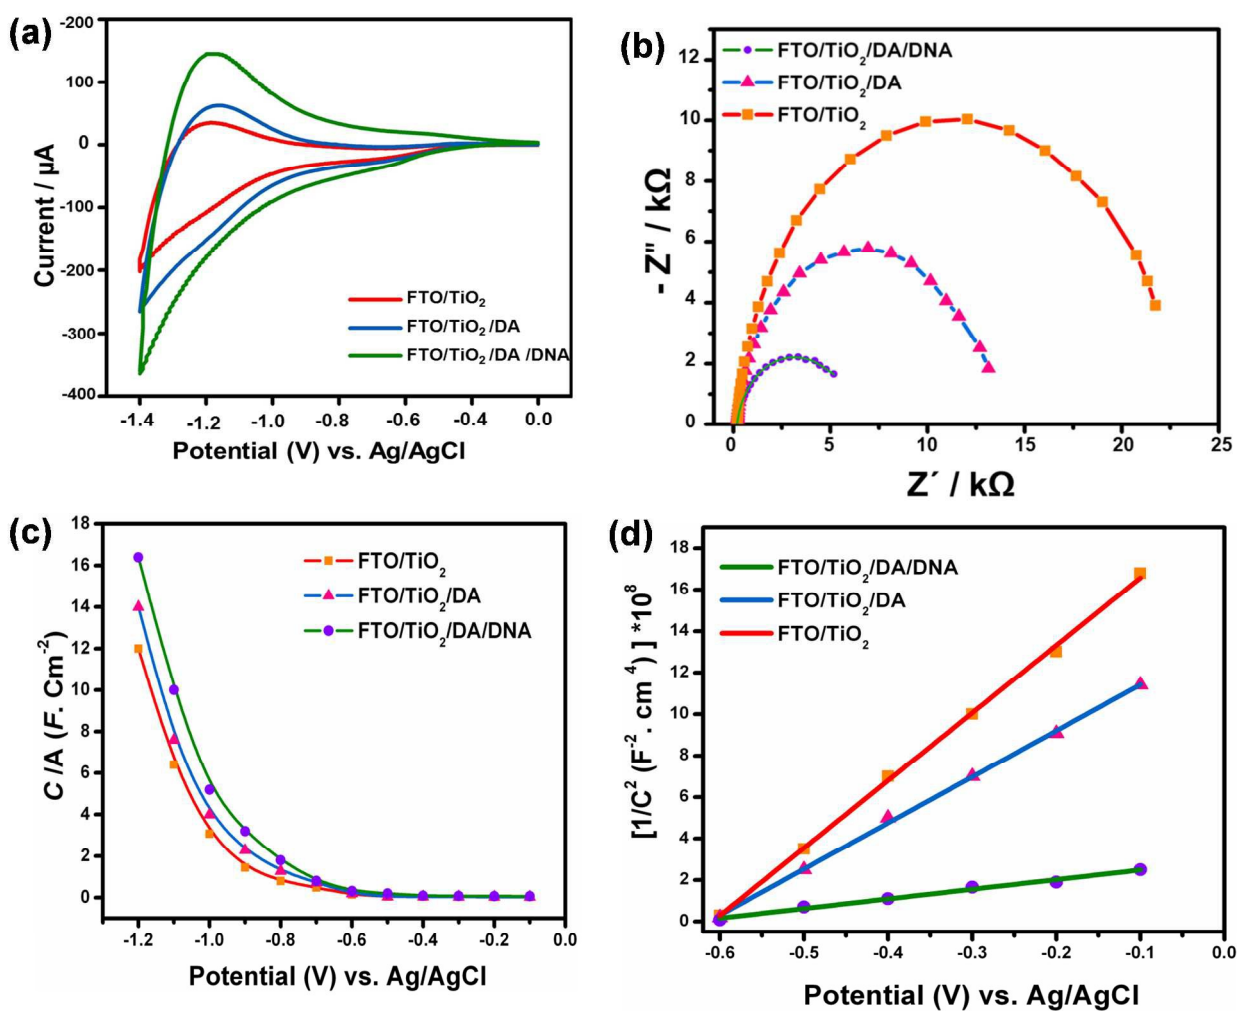 (a)
-200
100
0
-100
-200
-300
-400
Current / µA
FTO/TiO2
FTO/TiO2 /DA
FTO/TiO2 /DA /DNA
-1.4 -1.2 -1.0 -0.8 -0.6 -0.4 -0.2 0.0
Potential (V) vs. Ag/AgCl
(b)
12
10
8
6
4
2
0
- Z" / kΩ
FTO/TiO2/DA/DNA
FTO/TiO2/DA
FTO/TiO2
0 5 10 15 20 25
Z´ / kΩ
(c)
18
16
14
12
10
8
6
4
2
0
C /A (F. Cm-2)
FTO/TiO2
FTO/TiO2/DA
FTO/TiO2/DA/DNA
-1.2 -1.0 -0.8 -0.6 -0.4 -0.2 0.0
Potential (V) vs. Ag/AgCl
(d)
18
16
14
12
10
8
6
4
2
0
[1/C2 (F-2. cm 4) ] *108
FTO/TiO2/DA/DNA
FTO/TiO2/DA
FTO/TiO2
-0.6 -0.5 -0.4 -0.3 -0.2 -0.1 0.0
Potential (V) vs. Ag/AgCl